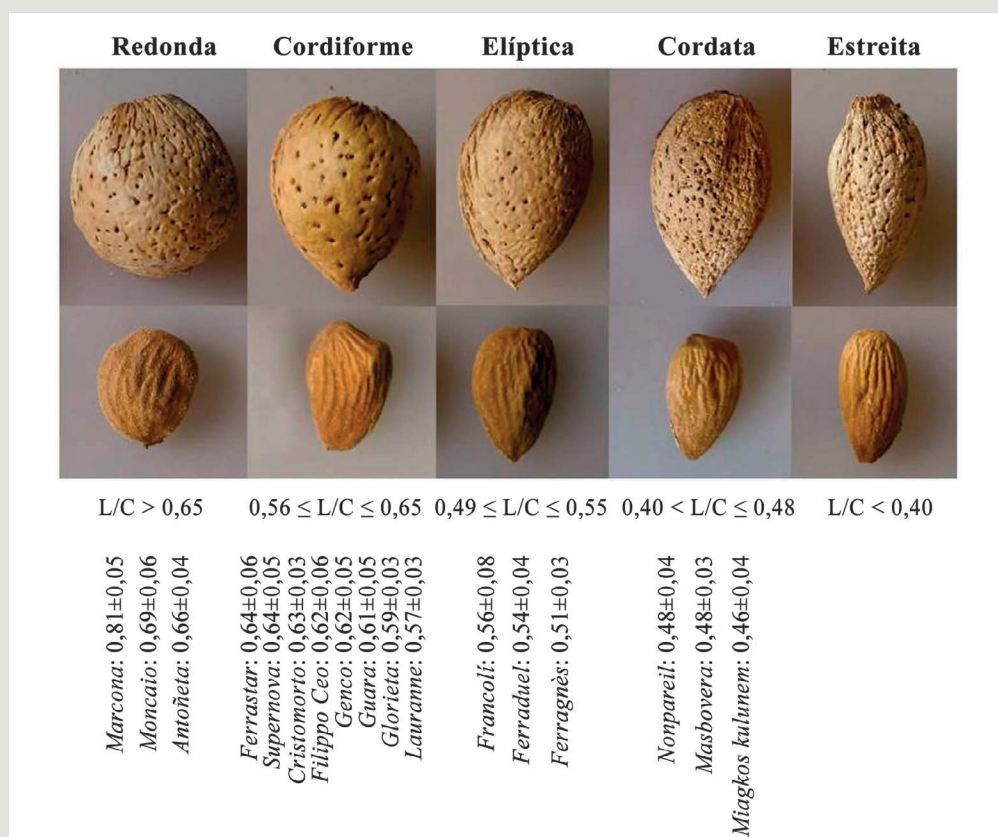 Redonda
Cordiforme
Elíptica
Cordata
Estreita
L/C > 0,65
0,56 ≤ L/C ≤ 0,65
0,49 ≤ L/C ≤ 0,55
0,40 < L/C ≤ 0,48
L/C < 0,40
Marcona: 0,81±0,05
Moncaio: 0,69±0,06
Antoñeta: 0,66±0,04
Ferrastar: 0,64±0,06
Supernova: 0,64±0,05
Cristomorto: 0,63±0,03
Filippo Ceo: 0,62±0,06
Genco: 0,62±0,05
Guara: 0,61±0,05
Glorieta: 0,59±0,03
Lauranne: 0,57±0,03
Francolí: 0,56±0,08
Ferraduel: 0,54±0,04
Ferragnès: 0,51±0,03
Nonpareil: 0,48±0,04
Masbovera: 0,48±0,03
Miagkos kulunem: 0,46±0,04